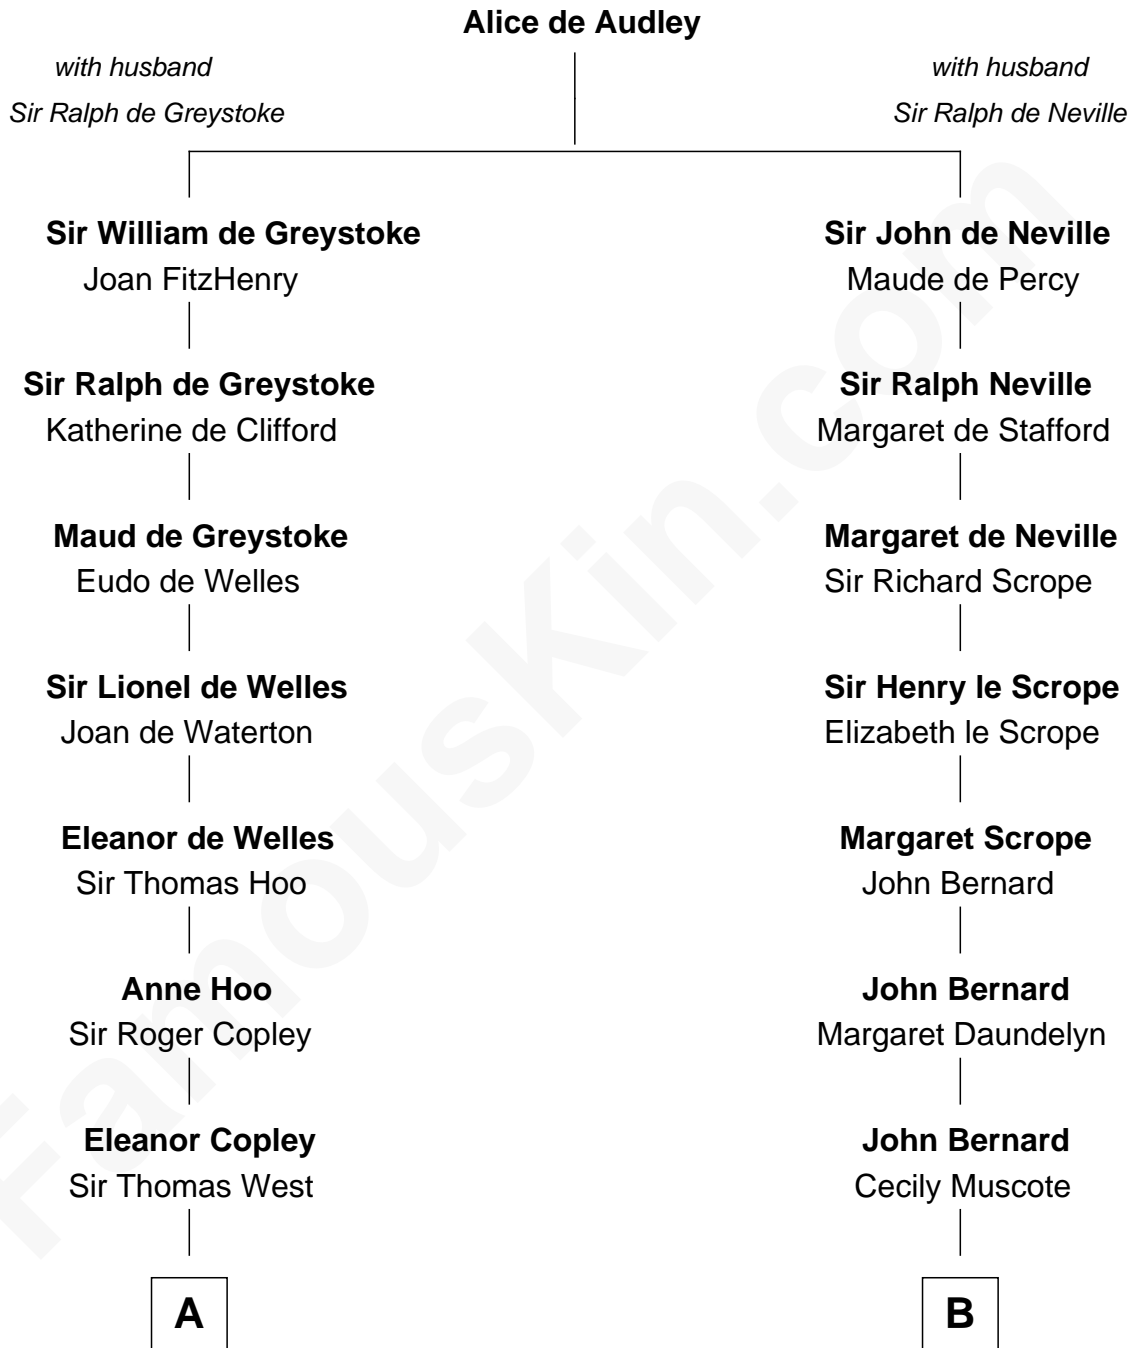 Alice de Audley
with husband
Sir Ralph de Greystoke
with husband
Sir Ralph de Neville
Sir William de Greystoke
Joan FitzHenry
Sir Ralph de Greystoke
Katherine de Clifford
Maud de Greystoke
Eudo de Welles
Sir Lionel de Welles
Joan de Waterton
Eleanor de Welles
Sir Thomas Hoo
Anne Hoo
Sir Roger Copley
Eleanor Copley
Sir Thomas West
A
Sir John de Neville
Maude de Percy
Sir Ralph Neville
Margaret de Stafford
Margaret de Neville
Sir Richard Scrope
Sir Henry le Scrope
Elizabeth le Scrope
Margaret Scrope
John Bernard
John Bernard
Margaret Daundelyn
John Bernard
Cecily Muscote
B
FamousKin.com